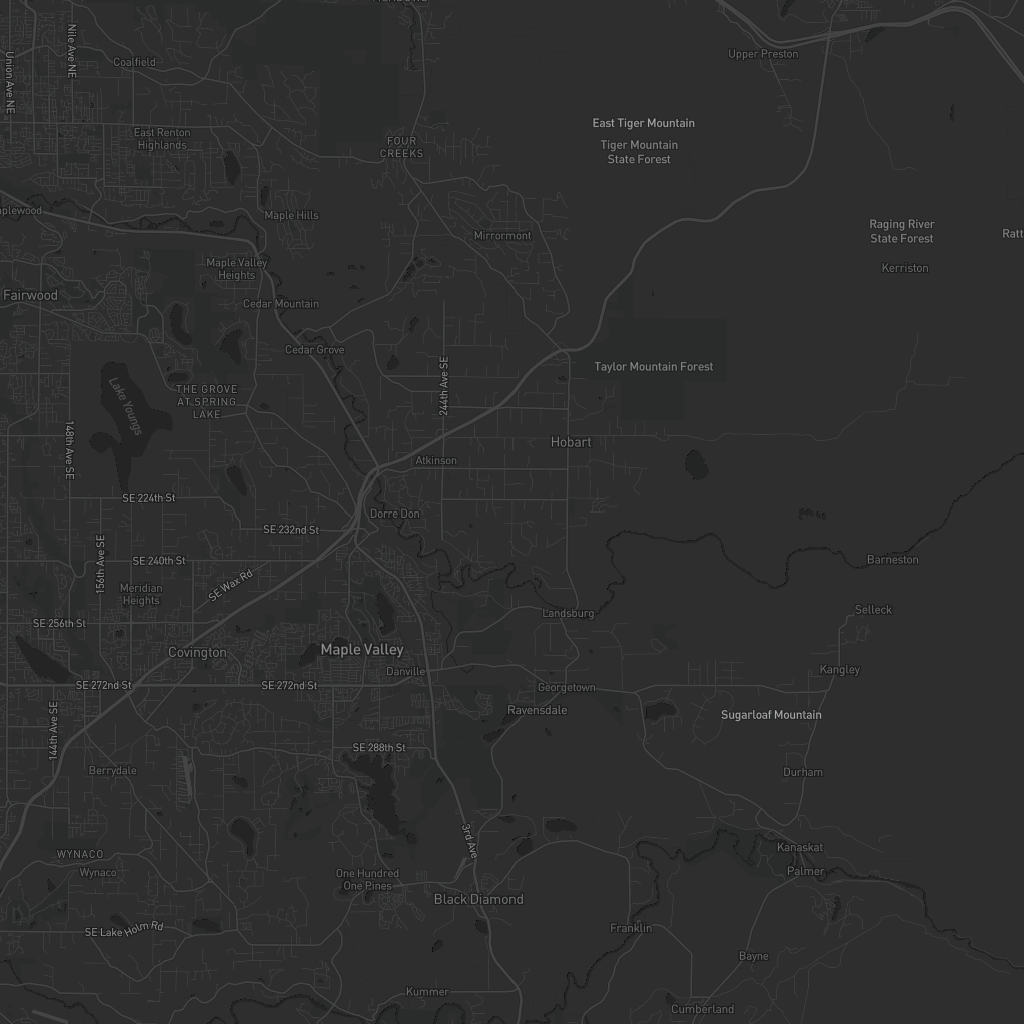 Nile Ave NE
Union Ave NE
Coalfield
Upper Preston
East Renton
Highlands
FOUR
CREEKS
East Tiger Mountain
Tiger Mountain
State Forest
Maple Hills
Mirrormont
Raging River
State Forest
Kerriston
Maple Valley
Heights
Fairwood
Cedar Mountain
Cedar Grove
Taylor Mountain Forest
THE GROVE
AT SPRING
LAKE
Lake Youngs
244th Ave SE
148th Ave SE
Hobart
Atkinson
SE 224th St
Dorre Don
SE 232nd St
SE 240th St
156th Ave SE
SE Wax Rd
Barneston
Meridian
Heights
SE 256th St
Landsburg
Selleck
Covington
Maple Valley
Danville
Kangley
SE 272nd St
SE 272nd St
Georgetown
Ravensdale
Sugarloaf Mountain
144th Ave SE
SE 288th St
Berrydale
Durham
3rd Ave
WYNACO
Wynaco
Kanaskat
Palmer
One Hundred
One Pines
Black Diamond
SE Lake Holm Rd
Franklin
Bayne
Kummer
Cumberland